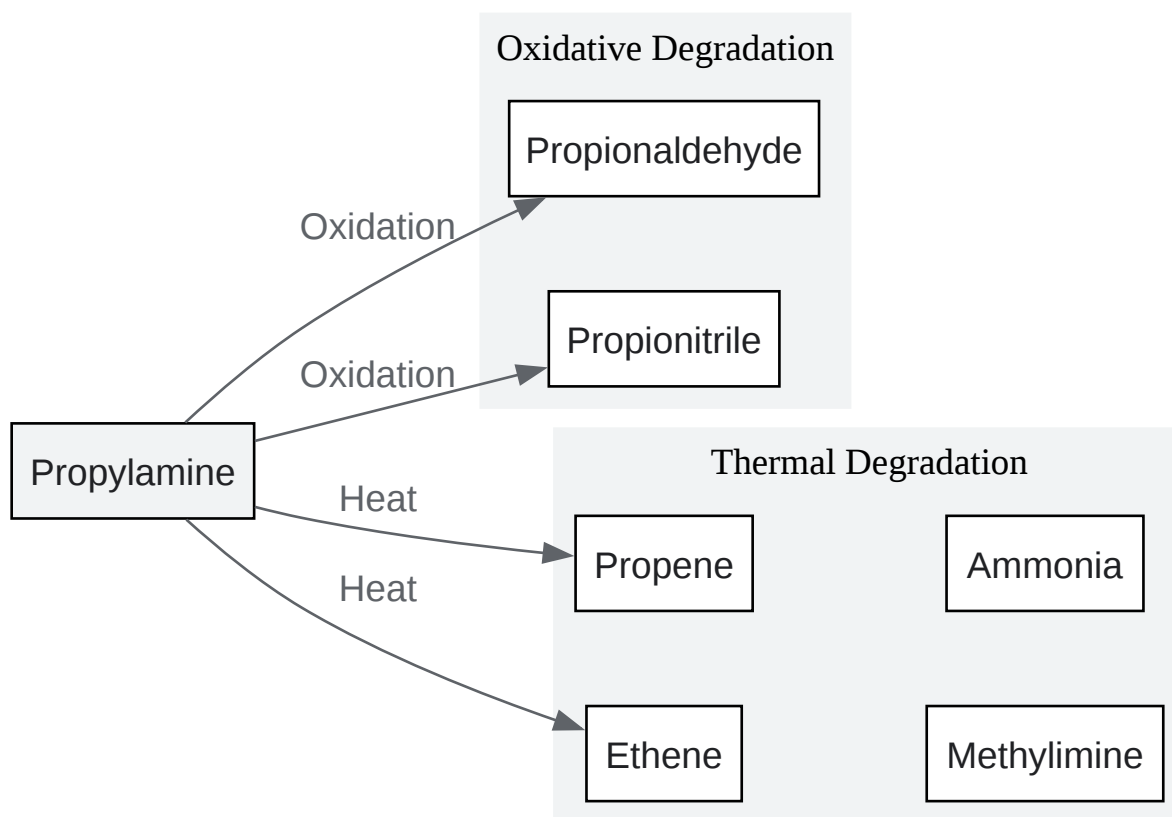 Oxidative Degradation
Propionaldehyde
Oxidation
Propionitrile
Oxidation
Propylamine
Thermal Degradation
Heat
Propene
Ammonia
Heat
Ethene
Methylimine